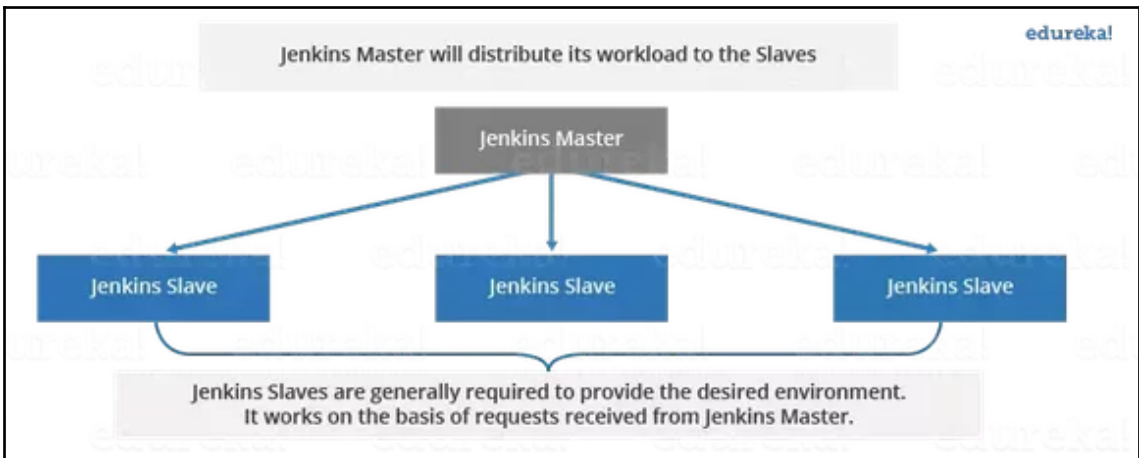 edureka!
Jenkins Master will distribute its workload to the Slaves
Jenkins Master
Jenkins Slave
Jenkins Slave
Jenkins Slave
Jenkins Slaves are generally required to provide the desired environment.
It works on the basis of requests received from Jenkins Master.